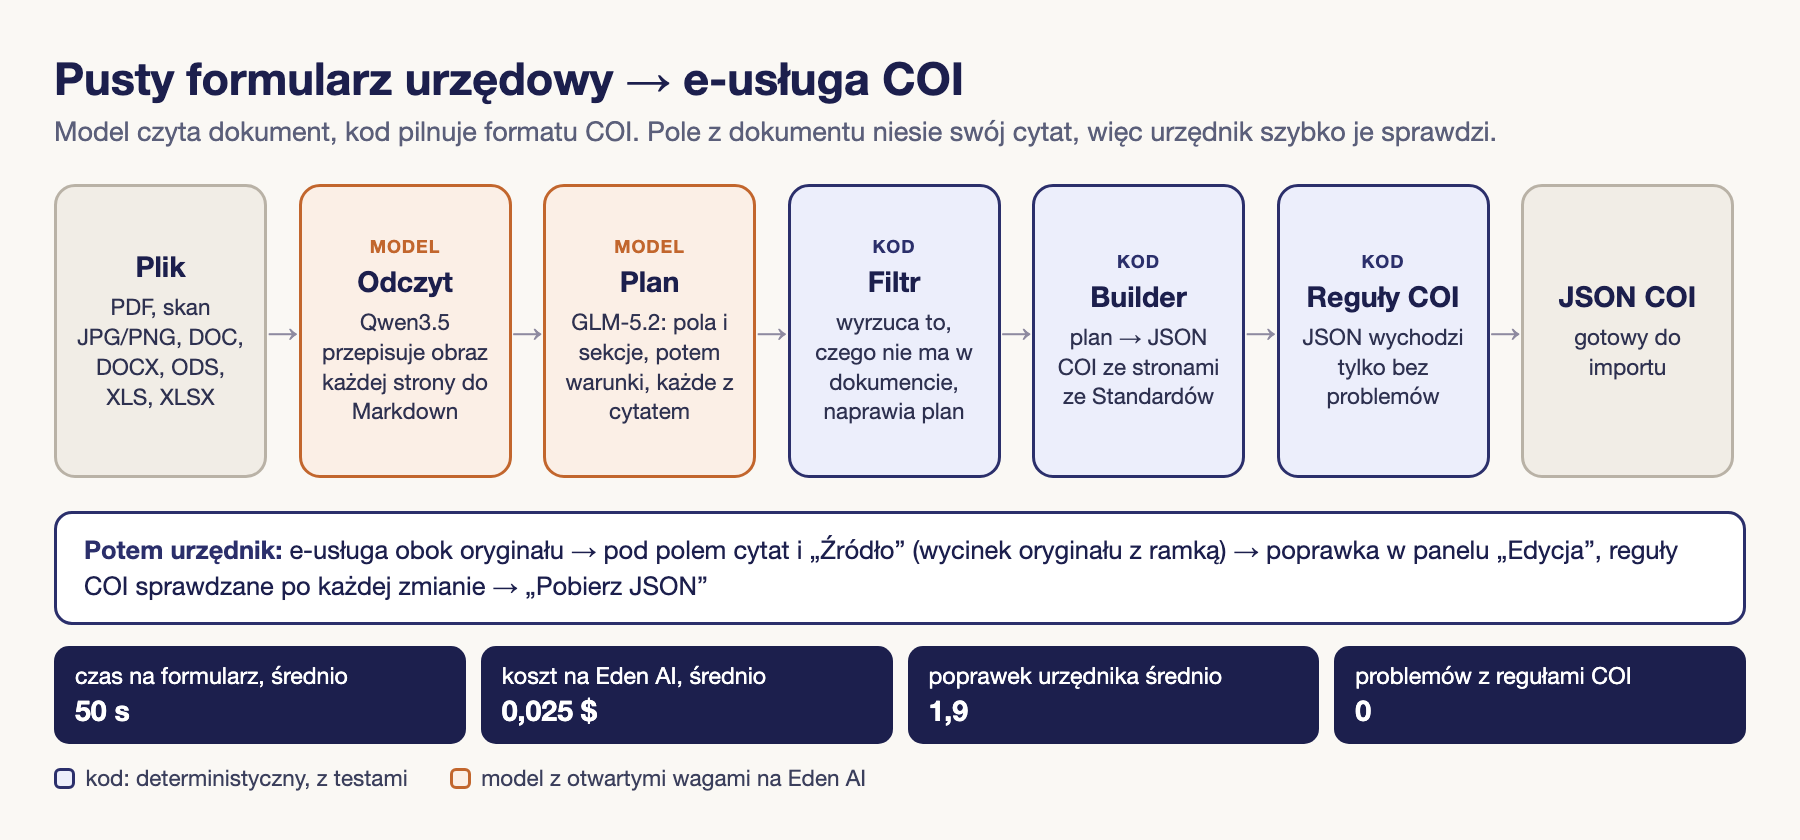 Pusty formularz urzędowy → e-usługa COI
Model czyta dokument, kod pilnuje formatu COI. Pole z dokumentu niesie swój cytat, więc urzędnik szybko je sprawdzi.
Plik
PDF, skan
JPG/PNG, DOC,
DOCX, ODS,
XLS, XLSX
→
MODEL
Odczyt
Qwen3.5
przepisuje obraz
każdej strony do
Markdown
→
MODEL
Plan
GLM-5.2: pola i
sekcje, potem
warunki, każde z
cytatem
→
KOD
Filtr
wyrzuca to,
czego nie ma w
dokumencie,
naprawia plan
→
KOD
Builder
plan → JSON
COI ze stronami
ze Standardów
→
KOD
Reguły COI
JSON wychodzi
tylko bez
problemów
→
JSON COI
gotowy do
importu
Potem urzędnik: e-usługa obok oryginału → pod polem cytat i „Źródło” (wycinek oryginału z ramką) → poprawka w panelu „Edycja”, reguły
COI sprawdzane po każdej zmianie → „Pobierz JSON”
czas na formularz, średnio
50 s
koszt na Eden AI, średnio
0,025 $
poprawek urzędnika średnio
1,9
problemów z regułami COI
0
kod: deterministyczny, z testami
model z otwartymi wagami na Eden AI